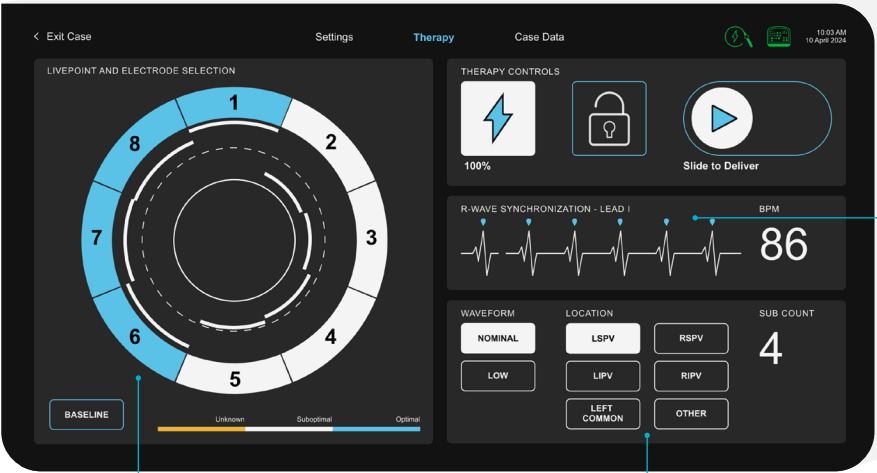 < Exit Case
Settings
Therapy
Case Data
10:03 AM
10 April 2024
LIVEPOINT AND ELECTRODE SELECTION
1
2
3
4
5
6
7
8
BASELINE
Unknown
Suboptimal
Optimal
THERAPY CONTROLS
100%
Slide to Deliver
R-WAVE SYNCHRONIZATION - LEAD I
BPM
86
WAVEFORM
NOMINAL
LOW
LOCATION
LSPV
RSPV
LIPV
RIPV
LEFT
COMMON
OTHER
SUB COUNT
4